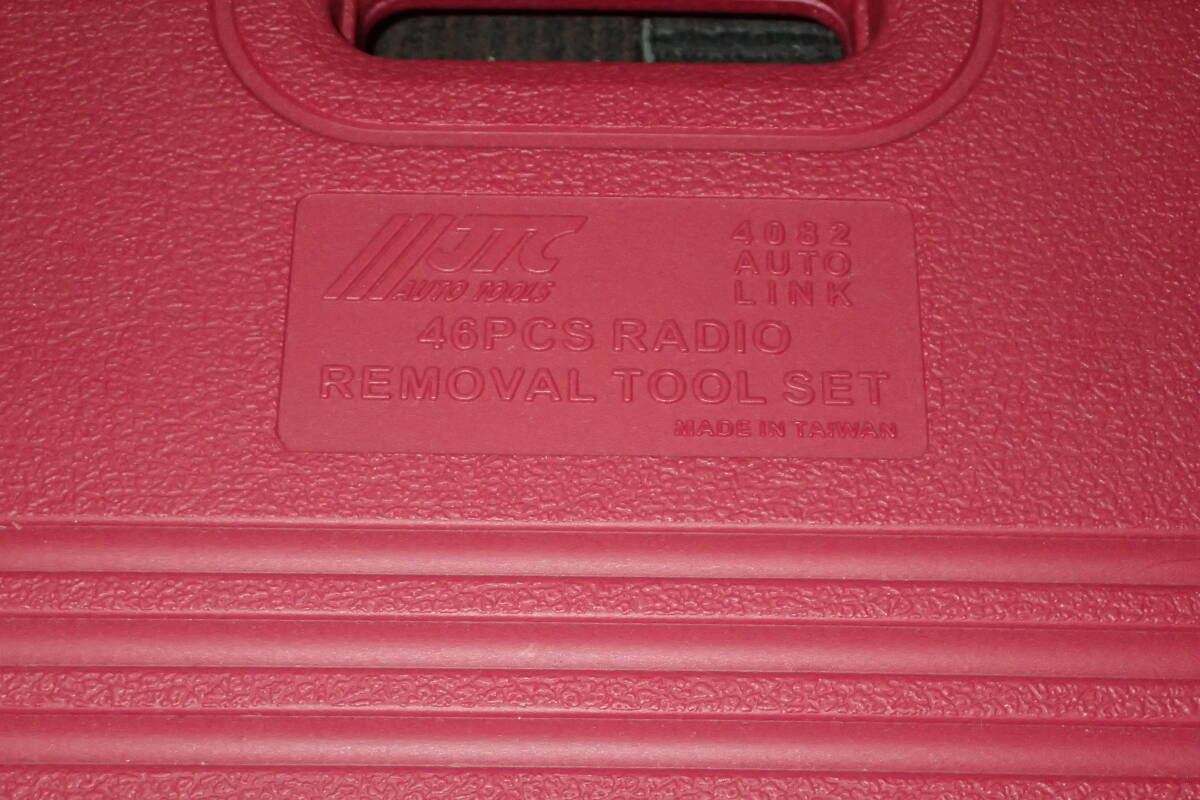 JTC
AUTO TOOLS
4082
AUTO
LINK
46PCS RADIO
REMOVAL TOOL SET
MADE IN TAIWAN